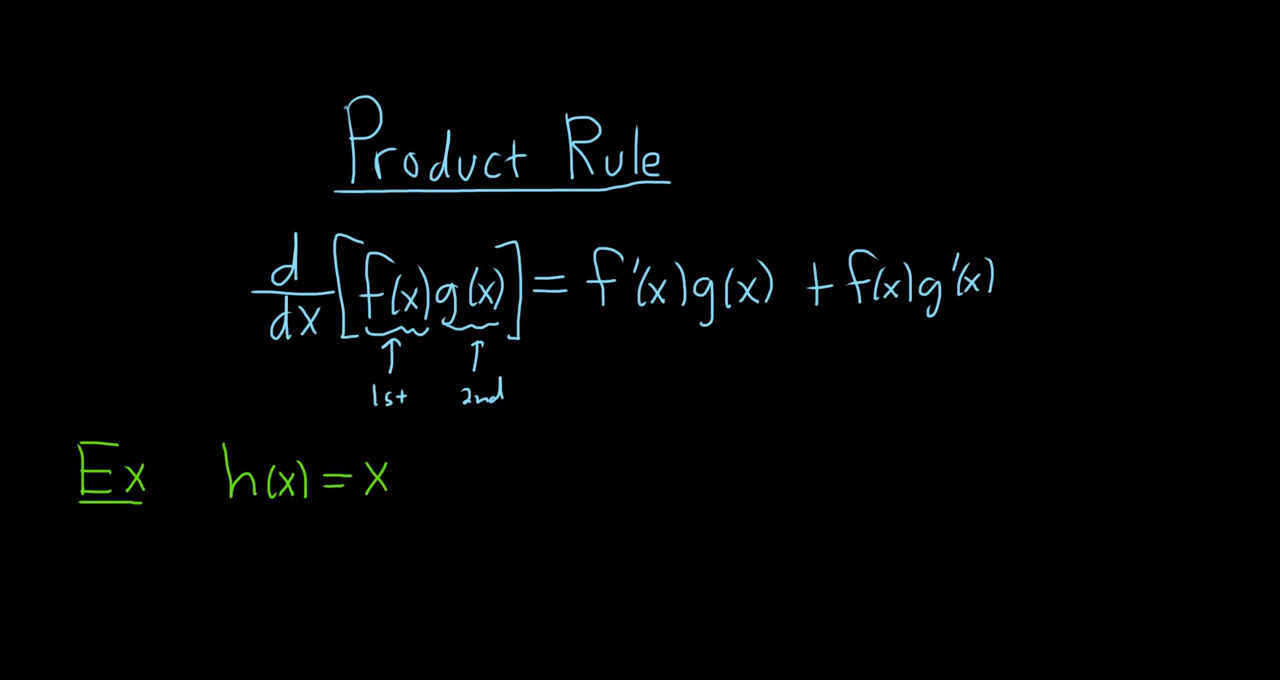 Product Rule
d/dx [f(x)g(x)] = f'(x)g(x) + f(x)g'(x)
1st 2nd
Ex h(x) = x